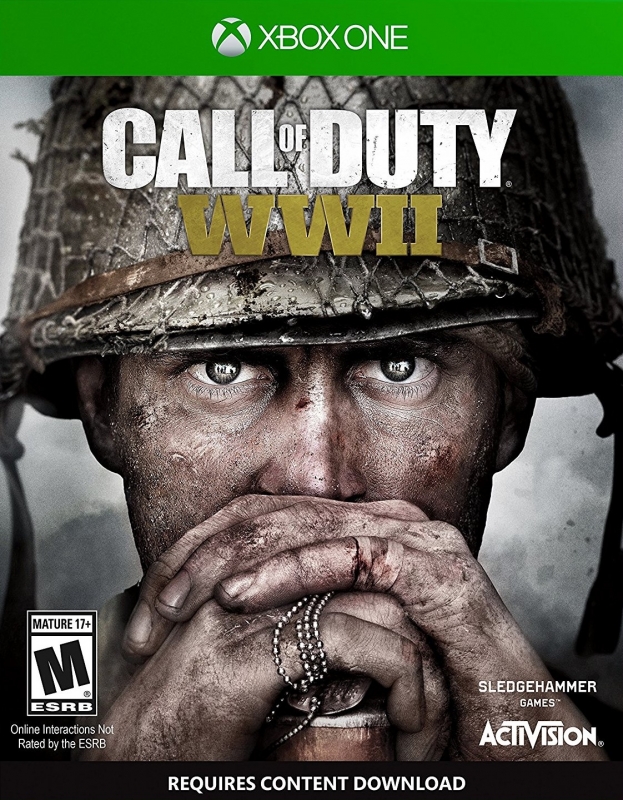 XBOX ONE
CALL OF DUTY®
WWII
MATURE 17+
M®
ESRB
Online Interactions Not
Rated by the ESRB
SLEDGEHAMMER
GAMES™
ACTIVISION®
REQUIRES CONTENT DOWNLOAD